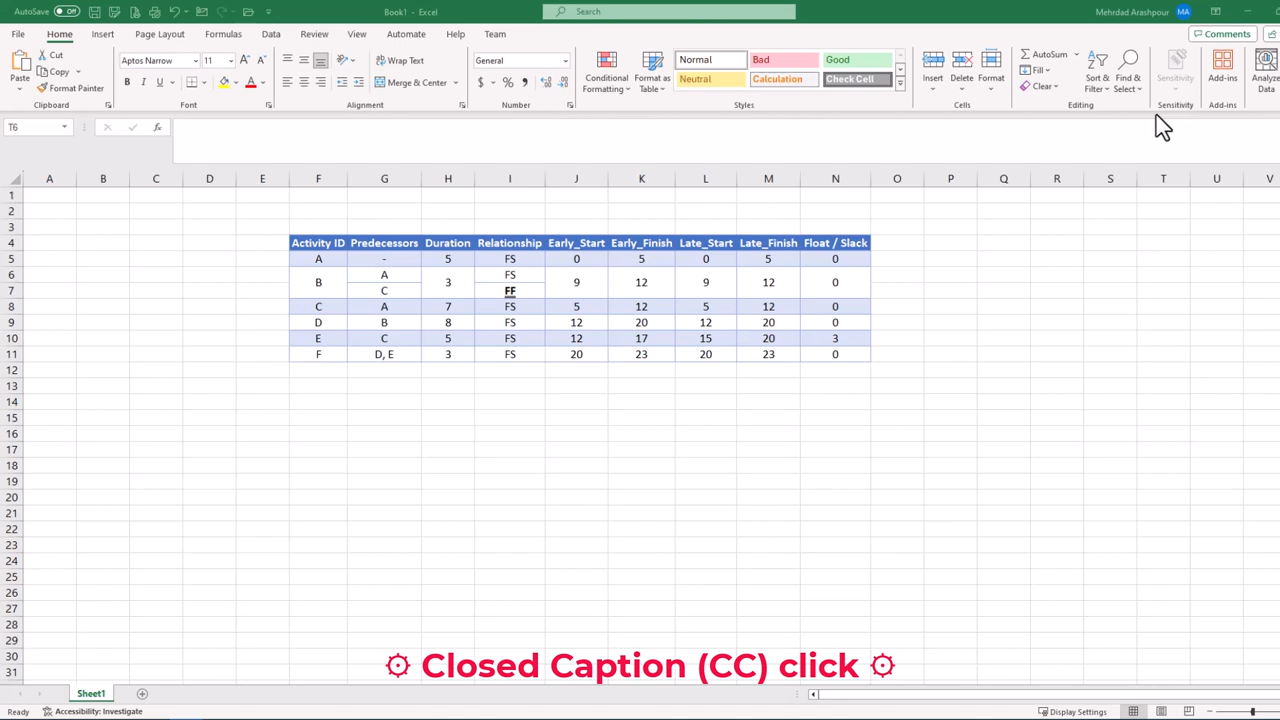 AutoSave Off Book1 - Excel Search Mehrdad Arashpour MA
File Home Insert Page Layout Formulas Data Review View Automate Help Team Comments
Paste Cut Copy Format Painter Clipboard
Aptos Narrow 11 B I U A A A Font
Wrap Text Merge & Center Alignment
General $ % , Number
Conditional Formatting Format as Table Normal Bad Good Neutral Calculation Check Cell Styles
Insert Delete Format Cells
AutoSum Fill Clear Sort & Filter Find & Select Editing
Sensitivity Sensitivity
Add-ins Add-ins
Analyze Data
T6 fx
A B C D E F G H I J K L M N O P Q R S T U V
1
2
3
4 Activity ID Predecessors Duration Relationship Early_Start Early_Finish Late_Start Late_Finish Float / Slack
5 A - 5 FS 0 5 0 5 0
6 B A 3 FS 9 12 9 12 0
7 C FF
8 C A 7 FS 5 12 5 12 0
9 D B 8 FS 12 20 12 20 0
10 E C 5 FS 12 17 15 20 3
11 F D, E 3 FS 20 23 20 23 0
12
13
14
15
16
17
18
19
20
21
22
23
24
25
26
27
28
29
30
31
Closed Caption (CC) click
Sheet1
Ready Accessibility: Investigate Display Settings